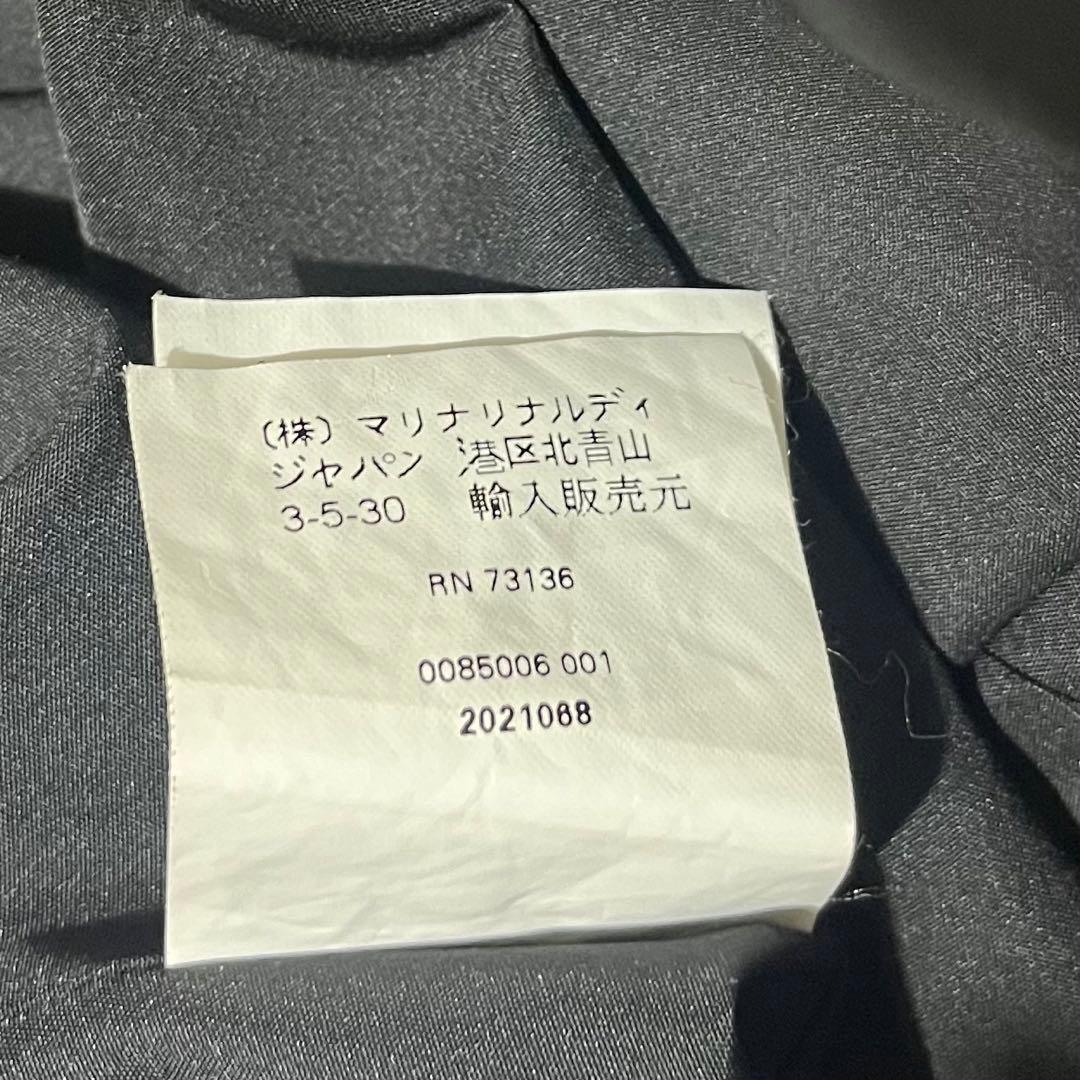 (株) マリナリナルディ
ジャパン 港区北青山
3-5-30 輸入販売元
RN 73136
0085006 001
2021068